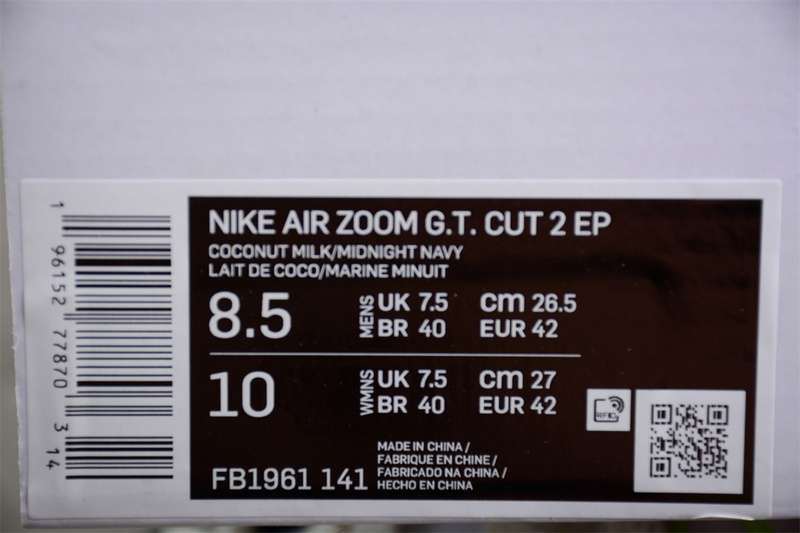 1 96152 77870 3 14
NIKE AIR ZOOM G.T. CUT 2 EP
COCONUT MILK/MIDNIGHT NAVY
LAIT DE COCO/MARINE MINUIT
8.5 MENS UK 7.5 cm 26.5
BR 40 EUR 42
10 WMNS UK 7.5 cm 27
BR 40 EUR 42
RFID
FB1961 141
MADE IN CHINA /
FABRIQUE EN CHINE /
FABRICADO NA CHINA /
HECHO EN CHINA